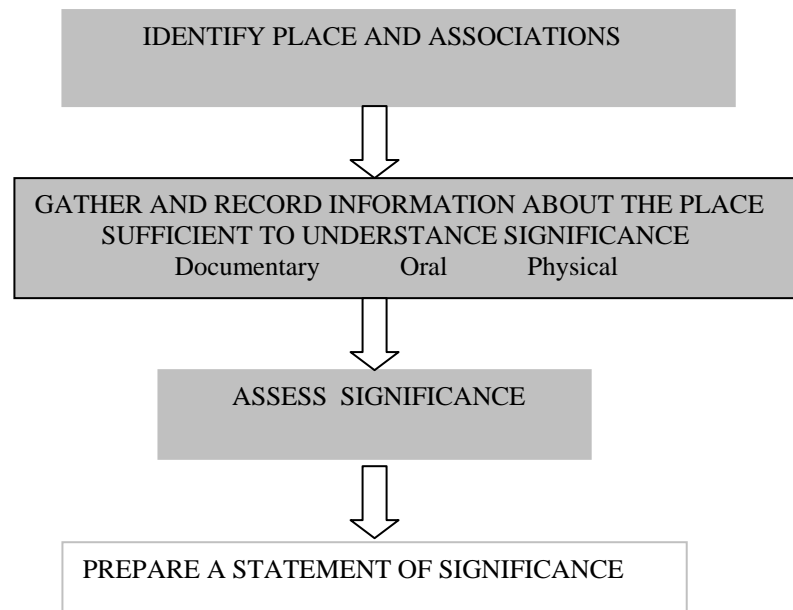 IDENTIFY PLACE AND ASSOCIATIONS
GATHER AND RECORD INFORMATION ABOUT THE PLACE
SUFFICIENT TO UNDERSTANCE SIGNIFICANCE
Documentary Oral Physical
ASSESS SIGNIFICANCE
PREPARE A STATEMENT OF SIGNIFICANCE